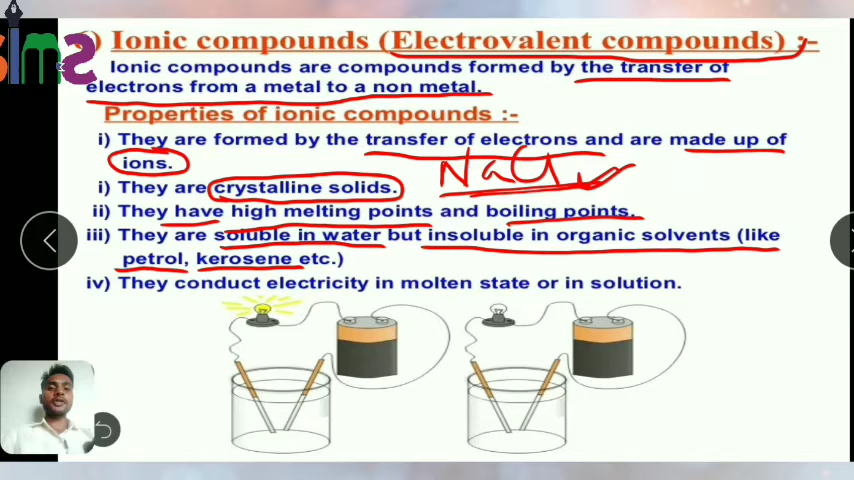 ) Ionic compounds (Electrovalent compounds) :-
Ionic compounds are compounds formed by the transfer of
electrons from a metal to a non metal.
Properties of ionic compounds :-
i) They are formed by the transfer of electrons and are made up of
ions.
NaCl
i) They are crystalline solids.
ii) They have high melting points and boiling points.
iii) They are soluble in water but insoluble in organic solvents (like
petrol, kerosene etc.)
iv) They conduct electricity in molten state or in solution.